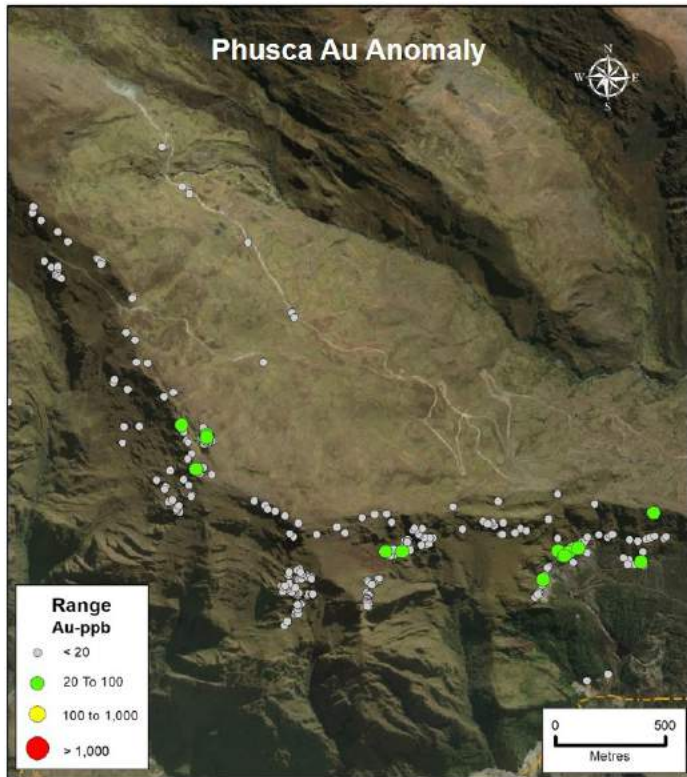 Phusca Au Anomaly
N
W E
S
Range
Au-ppb
< 20
20 To 100
100 to 1,000
> 1,000
0 500
Metres